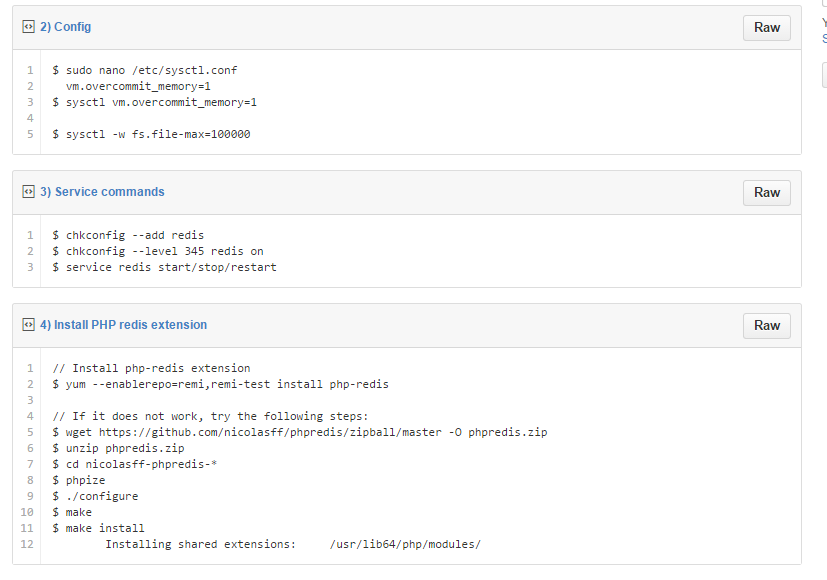 2) Config
Raw
1 $ sudo nano /etc/sysctl.conf
2 vm.overcommit_memory=1
3 $ sysctl vm.overcommit_memory=1
4
5 $ sysctl -w fs.file-max=100000
3) Service commands
Raw
1 $ chkconfig --add redis
2 $ chkconfig --level 345 redis on
3 $ service redis start/stop/restart
4) Install PHP redis extension
Raw
1 // Install php-redis extension
2 $ yum --enablerepo=remi,remi-test install php-redis
3
4 // If it does not work, try the following steps:
5 $ wget https://github.com/nicolasff/phpredis/zipball/master -O phpredis.zip
6 $ unzip phpredis.zip
7 $ cd nicolasff-phpredis-*
8 $ phpize
9 $ ./configure
10 $ make
11 $ make install
12 Installing shared extensions: /usr/lib64/php/modules/